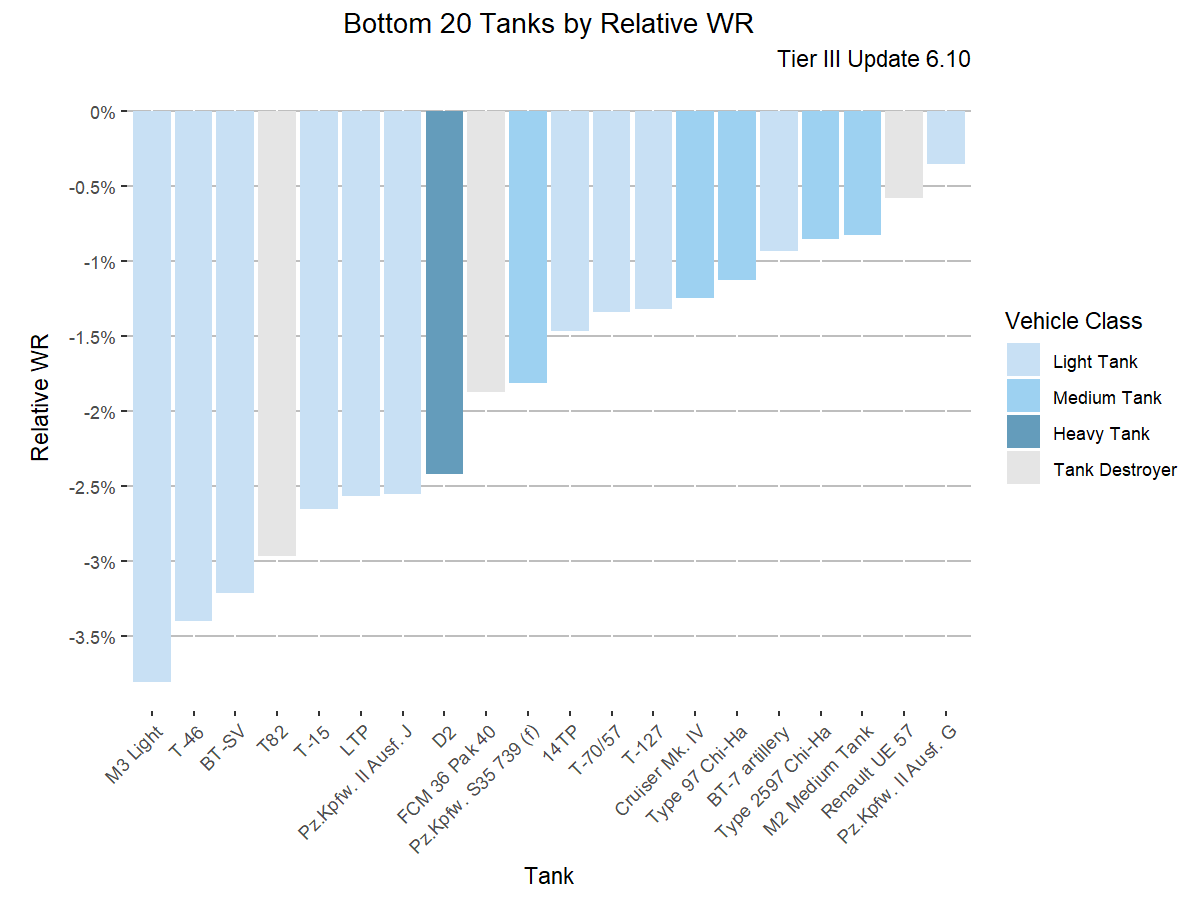 Bottom 20 Tanks by Relative WR
Tier III Update 6.10
0%
-0.5%
-1%
-1.5%
-2%
-2.5%
-3%
-3.5%
Relative WR
M3 Light
T-46
BT-SV
T82
T-15
LTP
Pz.Kpfw. II Ausf. J
D2
FCM 36 Pak 40
Pz.Kpfw. S35 739 (f)
14TP
T-70/57
T-127
Cruiser Mk. IV
Type 97 Chi-Ha
BT-7 artillery
Type 2597 Chi-Ha
M2 Medium Tank
Renault UE 57
Pz.Kpfw. II Ausf. G
Tank
Vehicle Class
Light Tank
Medium Tank
Heavy Tank
Tank Destroyer